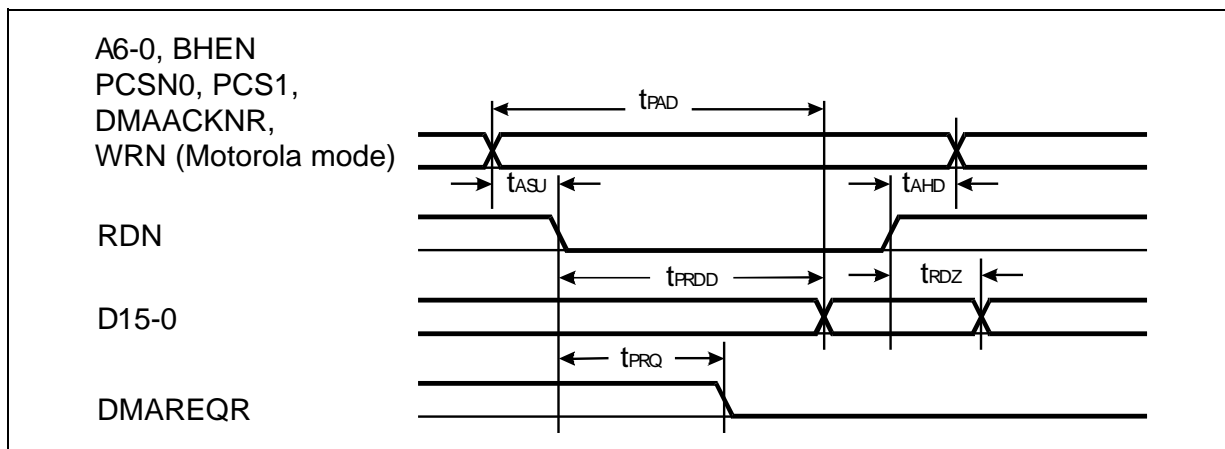 A6-0, BHEN
PCSN0, PCS1,
DMAACKNR,
WRN (Motorola mode)
tPAD
tASU
tAHD
RDN
tPRDD
tRDZ
D15-0
tPRQ
DMAREQR